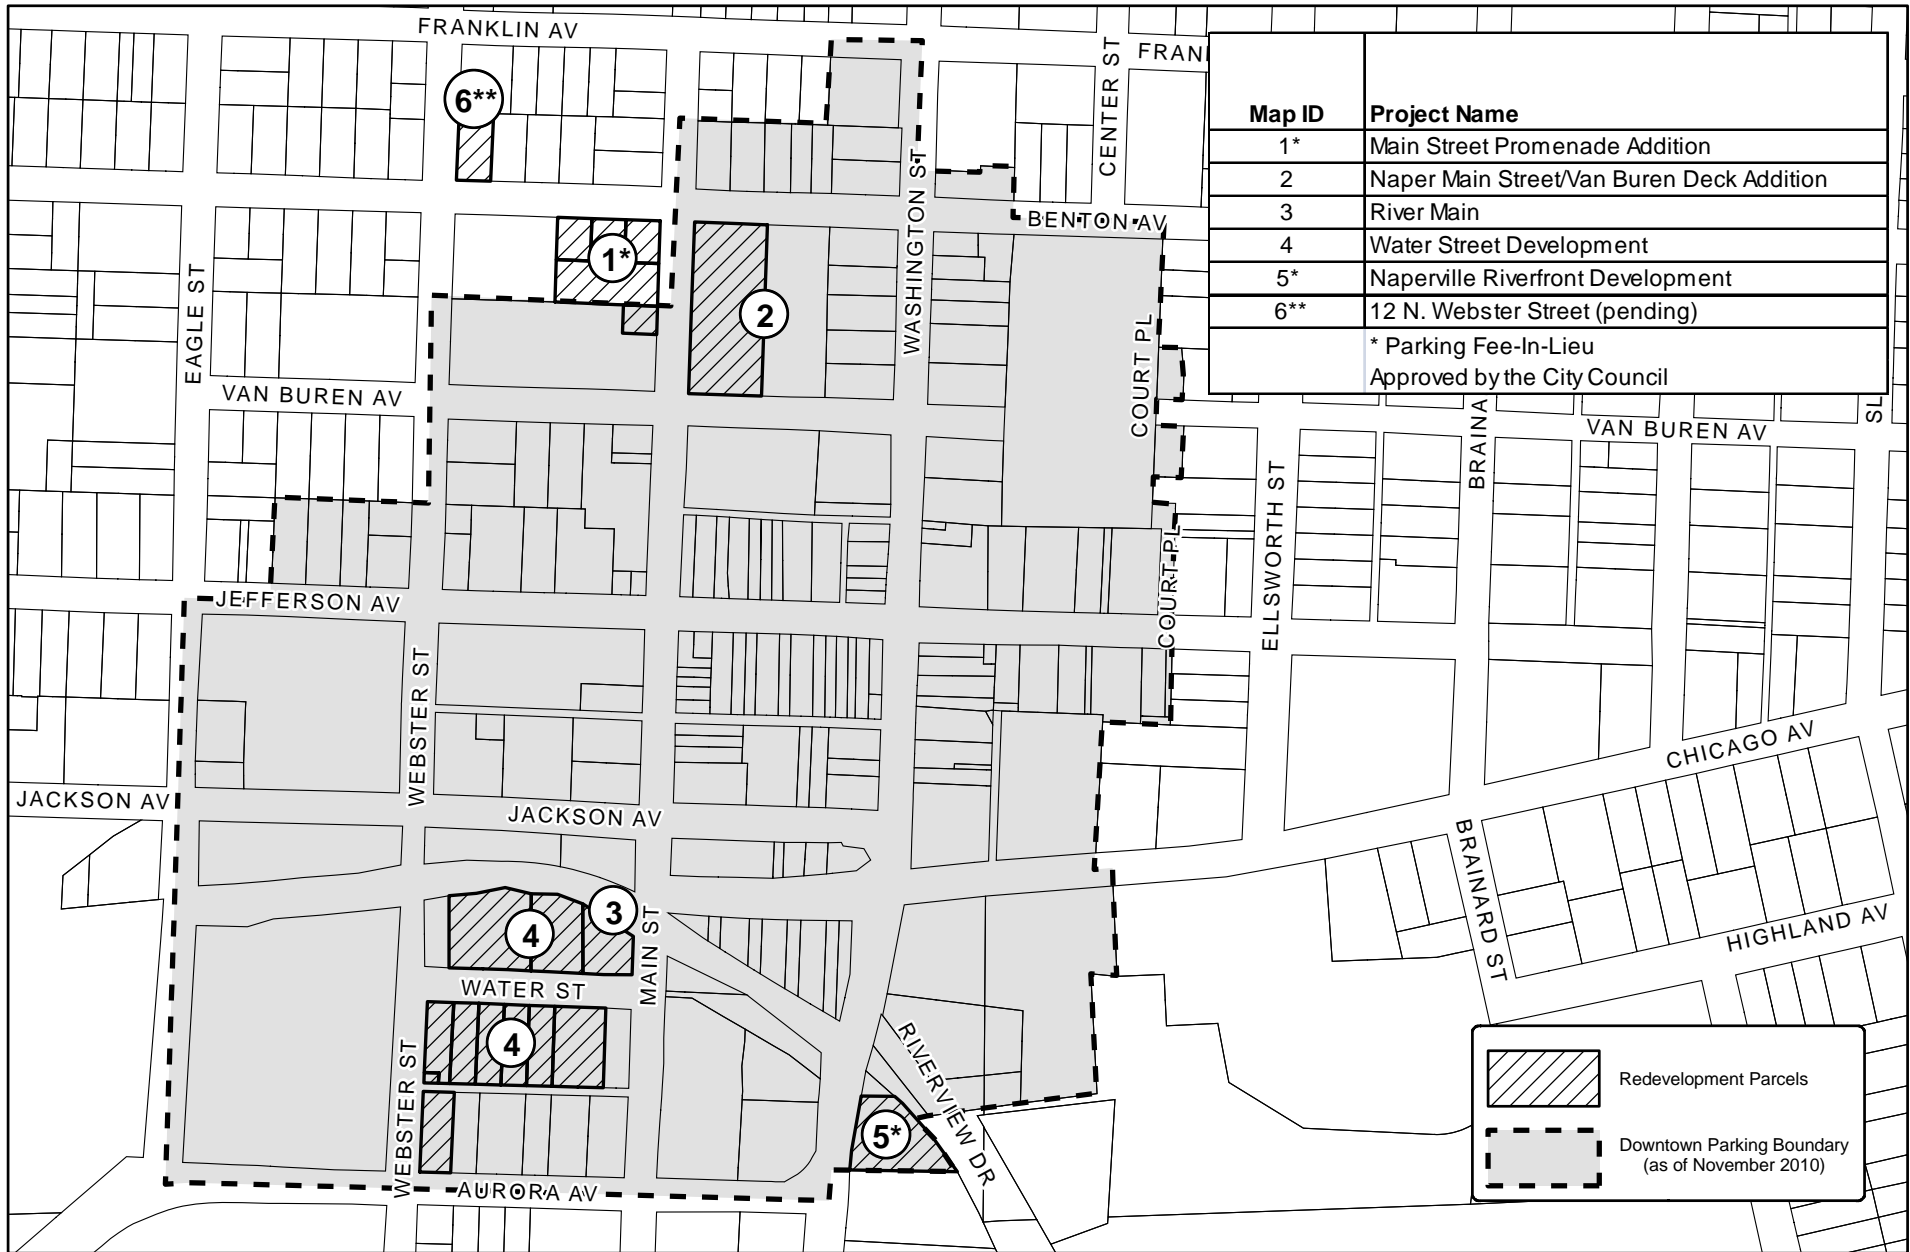 FRANKLIN AV
FRAN
CENTER ST
Map ID Project Name
1* Main Street Promenade Addition
2 Naper Main Street/Van Buren Deck Addition
3 River Main
4 Water Street Development
5* Naperville Riverfront Development
6** 12 N. Webster Street (pending)
* Parking Fee-In-Lieu
Approved by the City Council
6**
WASHINGTON ST
BENTON AV
1*
2
EAGLE ST
COURT PL
VAN BUREN AV
BRAINA
VAN BUREN AV
SL
ELLSWORTH ST
COURT PL
JEFFERSON AV
WEBSTER ST
CHICAGO AV
JACKSON AV
JACKSON AV
BRAINARD ST
HIGHLAND AV
3
4
MAIN ST
WATER ST
4
WEBSTER ST
RIVERVIEW DR
5*
AURORA AV
Redevelopment Parcels
Downtown Parking Boundary
(as of November 2010)